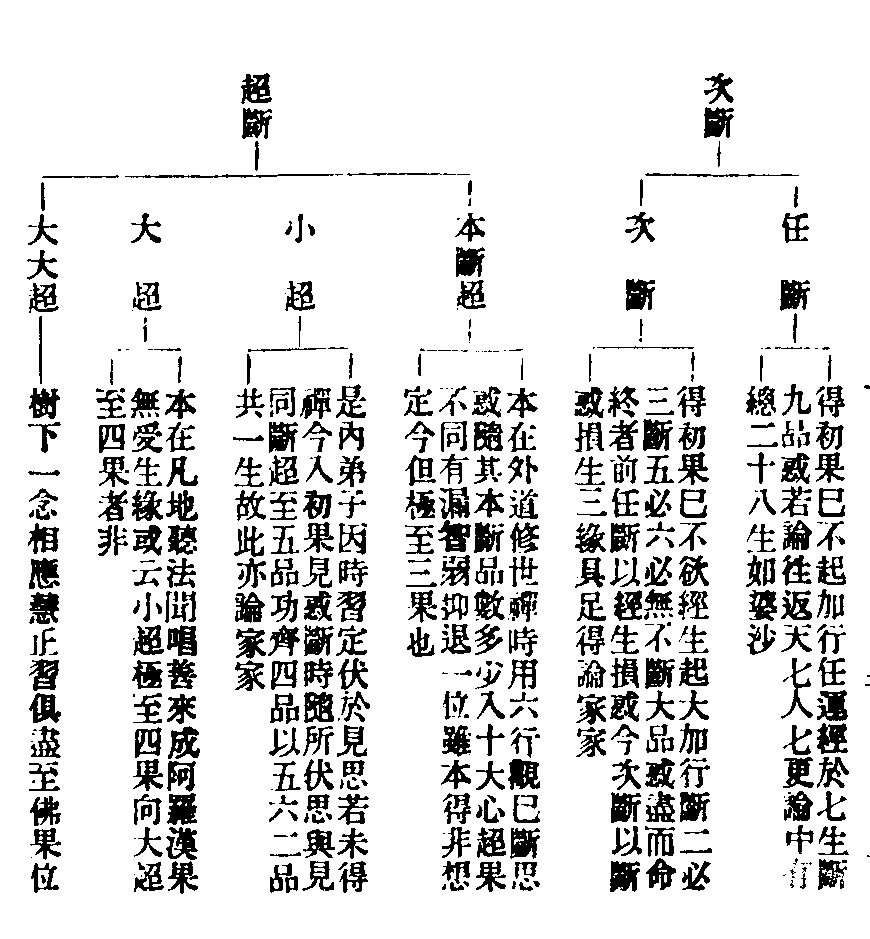 次斷
任斷
得初果已不起加行任運經於七生斷
九品惑若論往返天七人七更論中有
總二十八生如婆沙
次斷
得初果已不欲經生起大加行斷二必
三斷五必六必無不斷大品惑盡而命
終者前任斷以經生損惑今次斷以斷
惑損生三緣具足得論家家
超斷
本斷超
本在外道修世禪時用六行觀已斷思
惑隨其本斷品數多少入十六心超果
不同有漏智弱抑退一位雖本得非想
定今但極至三果也
小超
是內弟子因時習定伏於見思若未得
禪今入初果見惑斷時隨所伏思與見
同斷超至五品功齊四品以五六二品
共一生故此亦論家家
大超
本在凡地聽法聞唱善來成阿羅漢果
無受生緣或云小超極至四果向大超
至四果者非
大大超
樹下一念相應慧正習俱盡至佛果位